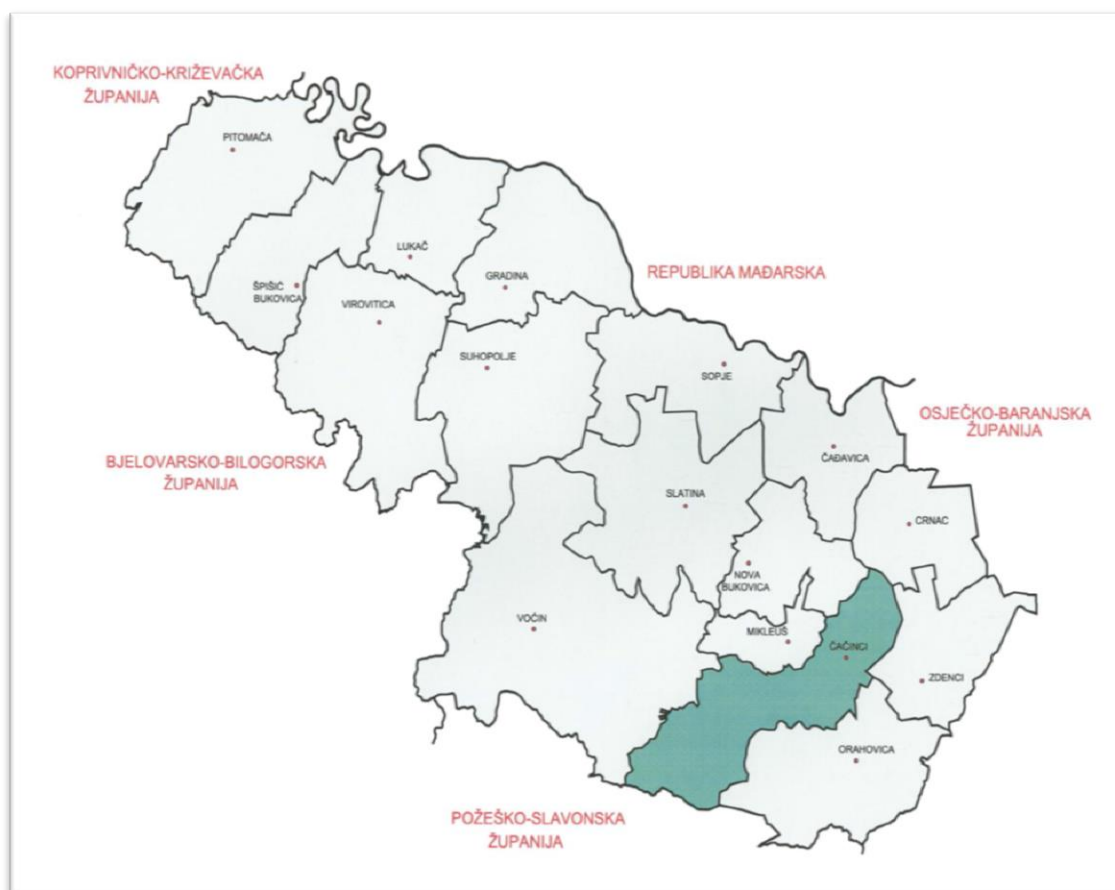 KOPRIVNIČKO-KRIŽEVAČKA
ŽUPANIJA
PITOMAČA
LUKAČ
GRADINA
REPUBLIKA MAĐARSKA
ŠPIŠIĆ
BUKOVICA
VIROVITICA
SUHOPOLJE
SOPJE
OSJEČKO-BARANJSKA
ŽUPANIJA
BJELOVARSKO-BILOGORSKA
ŽUPANIJA
ČAĐAVICA
SLATINA
CRNAC
NOVA
BUKOVICA
VOĆIN
MIKLEUŠ
ČAČINCI
ZDENCI
ORAHOVICA
POŽEŠKO-SLAVONSKA
ŽUPANIJA